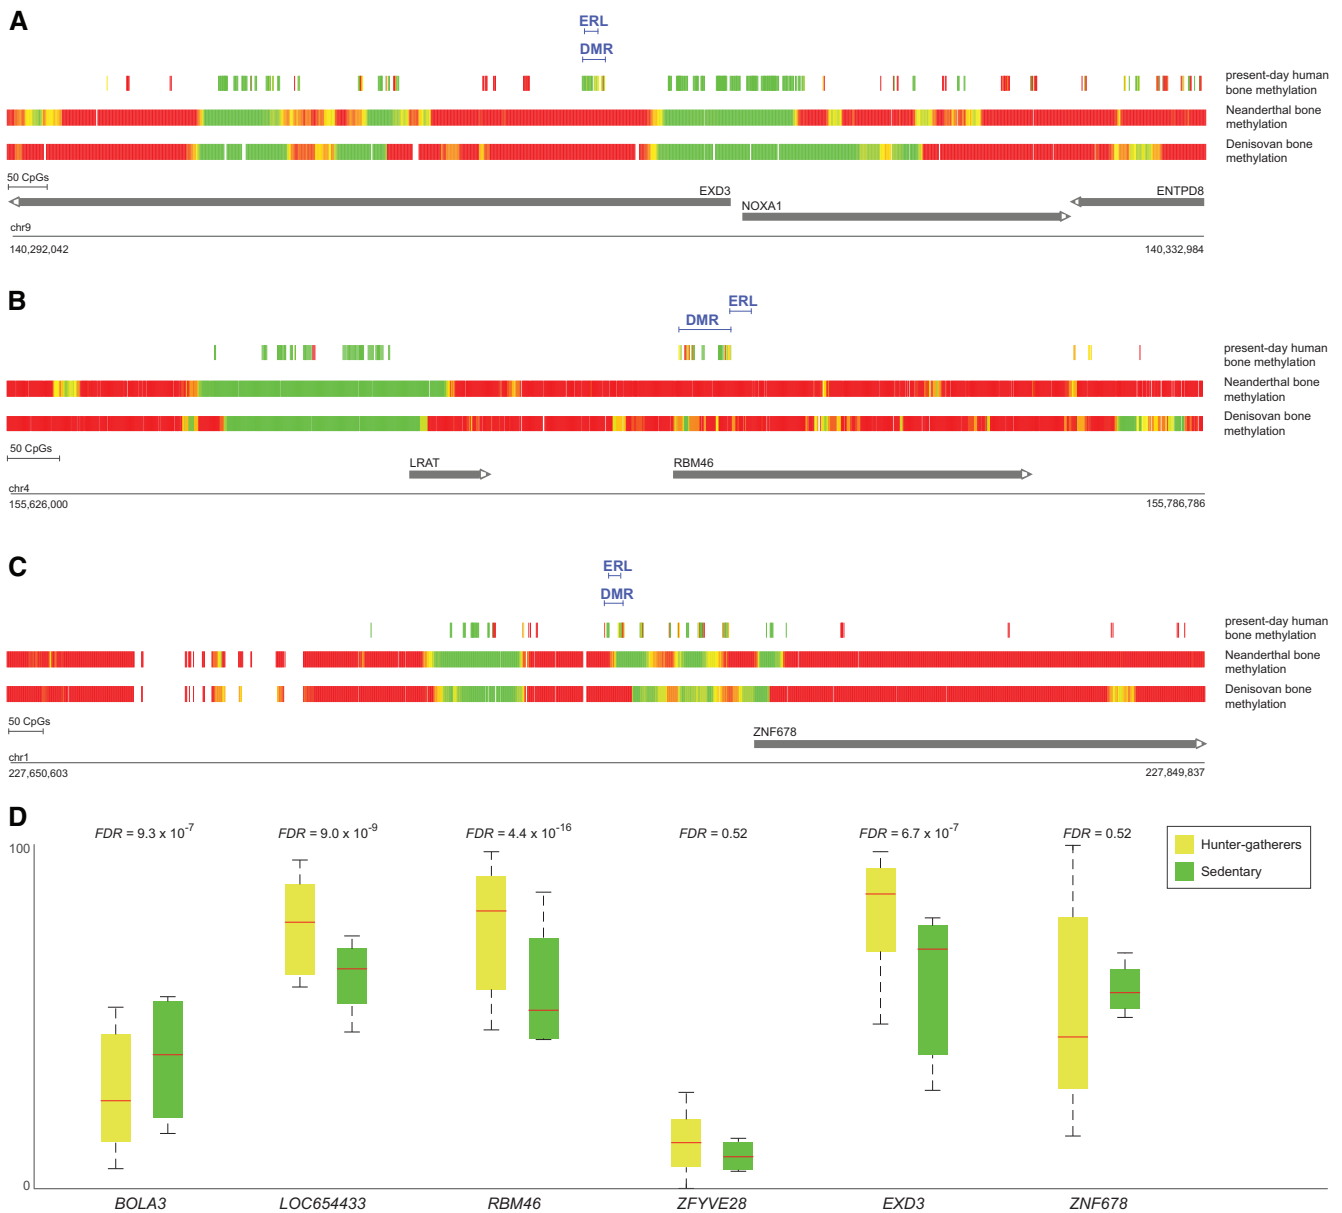 A
ERL
DMR
present-day human
bone methylation
Neanderthal bone
methylation
Denisovan bone
methylation
50 CpGs
EXD3
NOXA1
ENTPD8
chr9
140,292,042
140,332,984
B
ERL
DMR
present-day human
bone methylation
Neanderthal bone
methylation
Denisovan bone
methylation
50 CpGs
LRAT
RBM46
chr4
155,626,000
155,786,786
C
ERL
DMR
present-day human
bone methylation
Neanderthal bone
methylation
Denisovan bone
methylation
50 CpGs
ZNF678
chr1
227,650,603
227,849,837
D
FDR = 9.3 x 10^-7
FDR = 9.0 x 10^-9
FDR = 4.4 x 10^-16
FDR = 0.52
FDR = 6.7 x 10^-7
FDR = 0.52
Hunter-gatherers
Sedentary
100
0
BOLA3
LOC654433
RBM46
ZFYVE28
EXD3
ZNF678